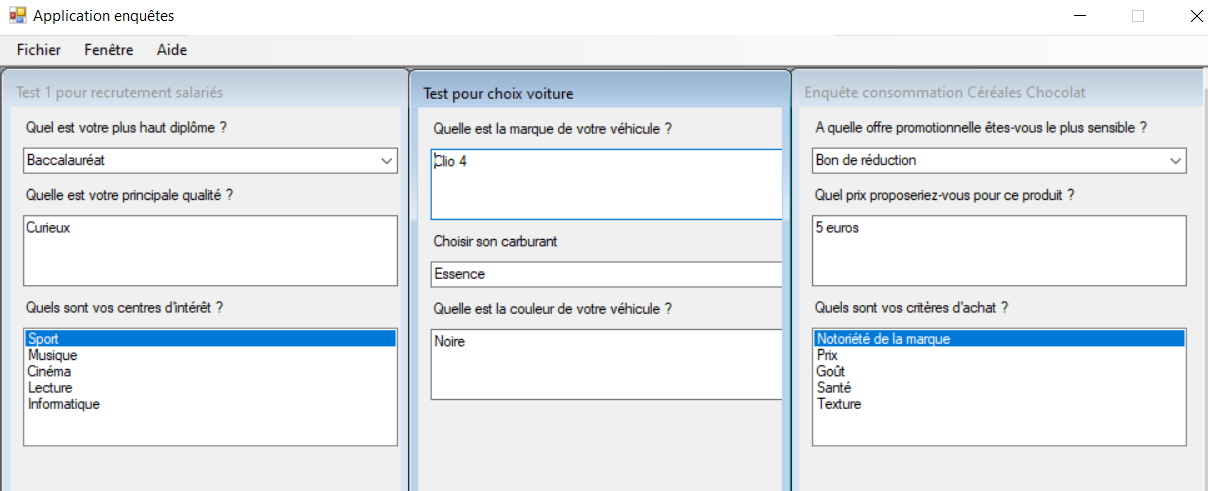 Application enquêtes
Fichier Fenêtre Aide
Test 1 pour recrutement salariés
Quel est votre plus haut diplôme ?
Baccalauréat
Quelle est votre principale qualité ?
Curieux
Quels sont vos centres d'intérêt ?
Sport
Musique
Cinéma
Lecture
Informatique
Test pour choix voiture
Quelle est la marque de votre véhicule ?
Clio 4
Choisir son carburant
Essence
Quelle est la couleur de votre véhicule ?
Noire
Enquête consommation Céréales Chocolat
A quelle offre promotionnelle êtes-vous le plus sensible ?
Bon de réduction
Quel prix proposeriez-vous pour ce produit ?
5 euros
Quels sont vos critères d'achat ?
Notoriété de la marque
Prix
Goût
Santé
Texture